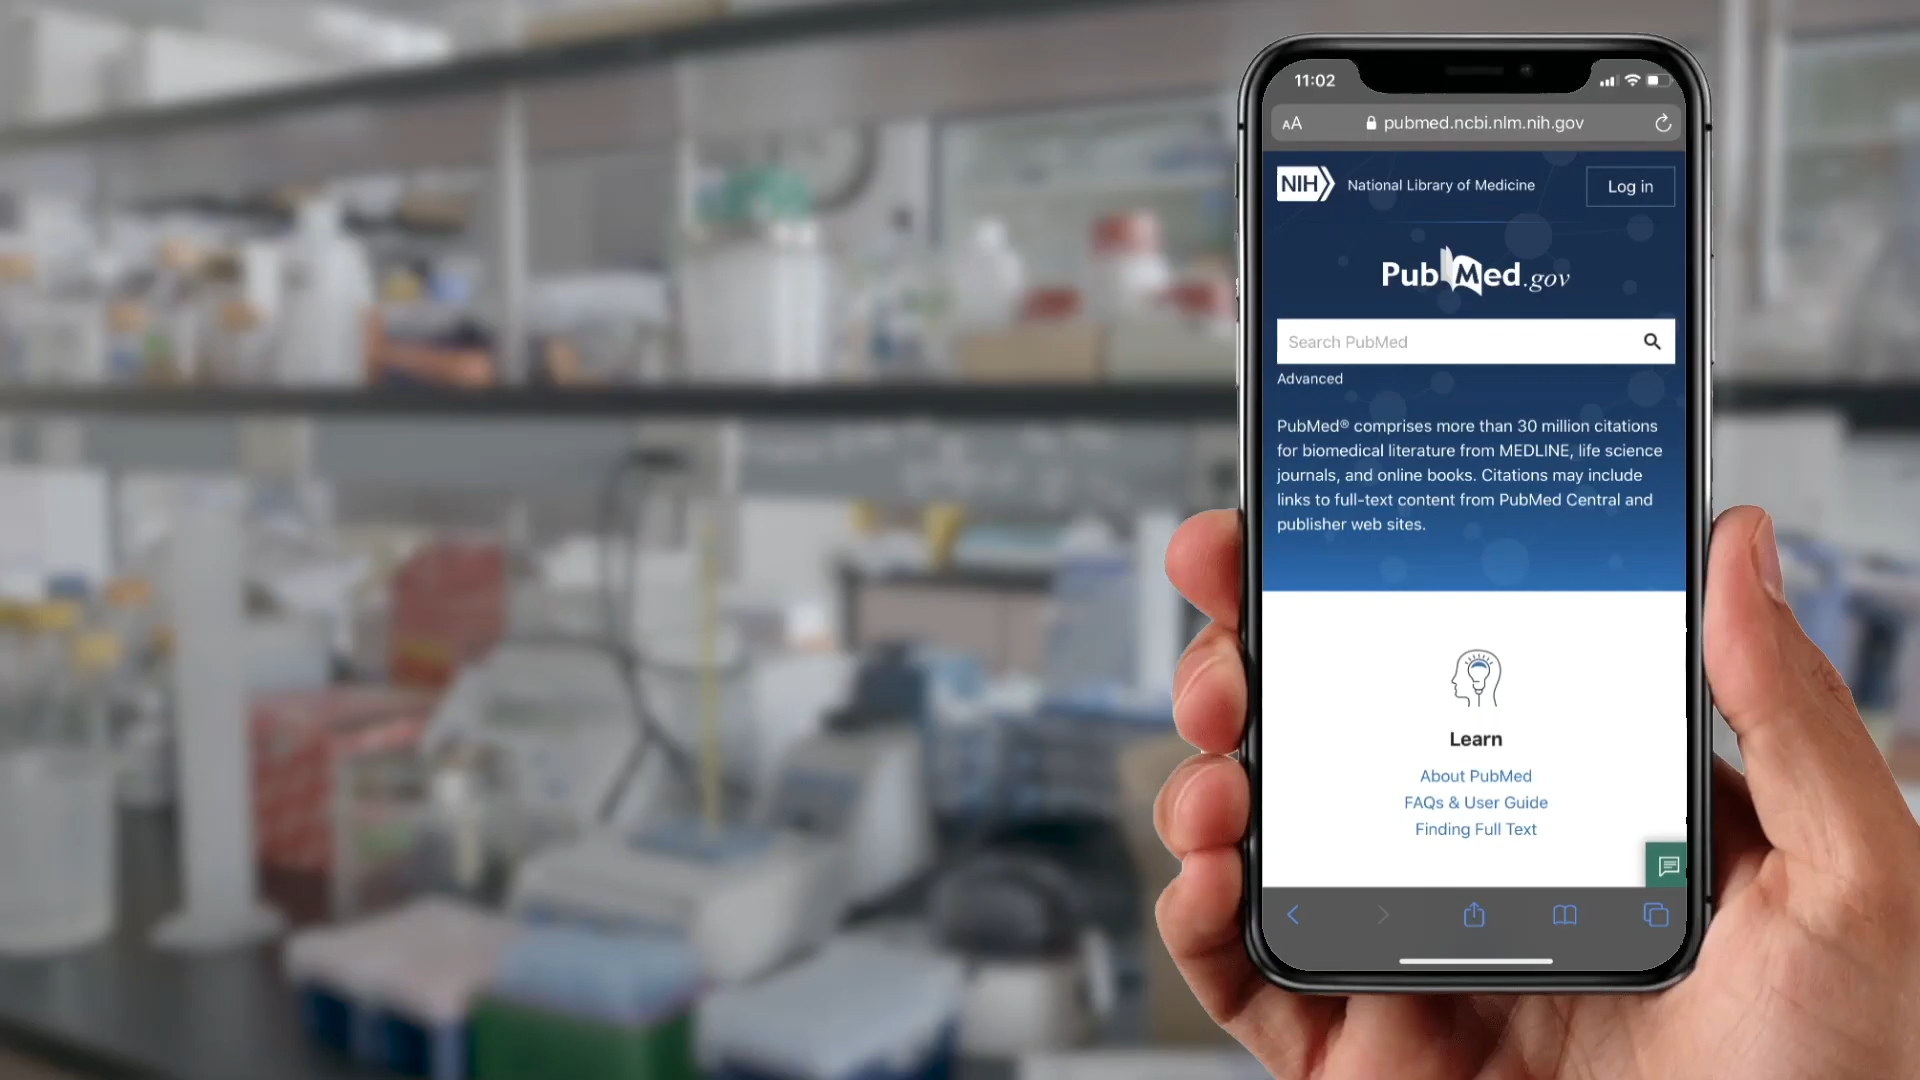 11:02
AA pubmed.ncbi.nlm.nih.gov
NIH National Library of Medicine Log in
PubMed.gov
Search PubMed
Advanced
PubMed® comprises more than 30 million citations
for biomedical literature from MEDLINE, life science
journals, and online books. Citations may include
links to full-text content from PubMed Central and
publisher web sites.
Learn
About PubMed
FAQs & User Guide
Finding Full Text